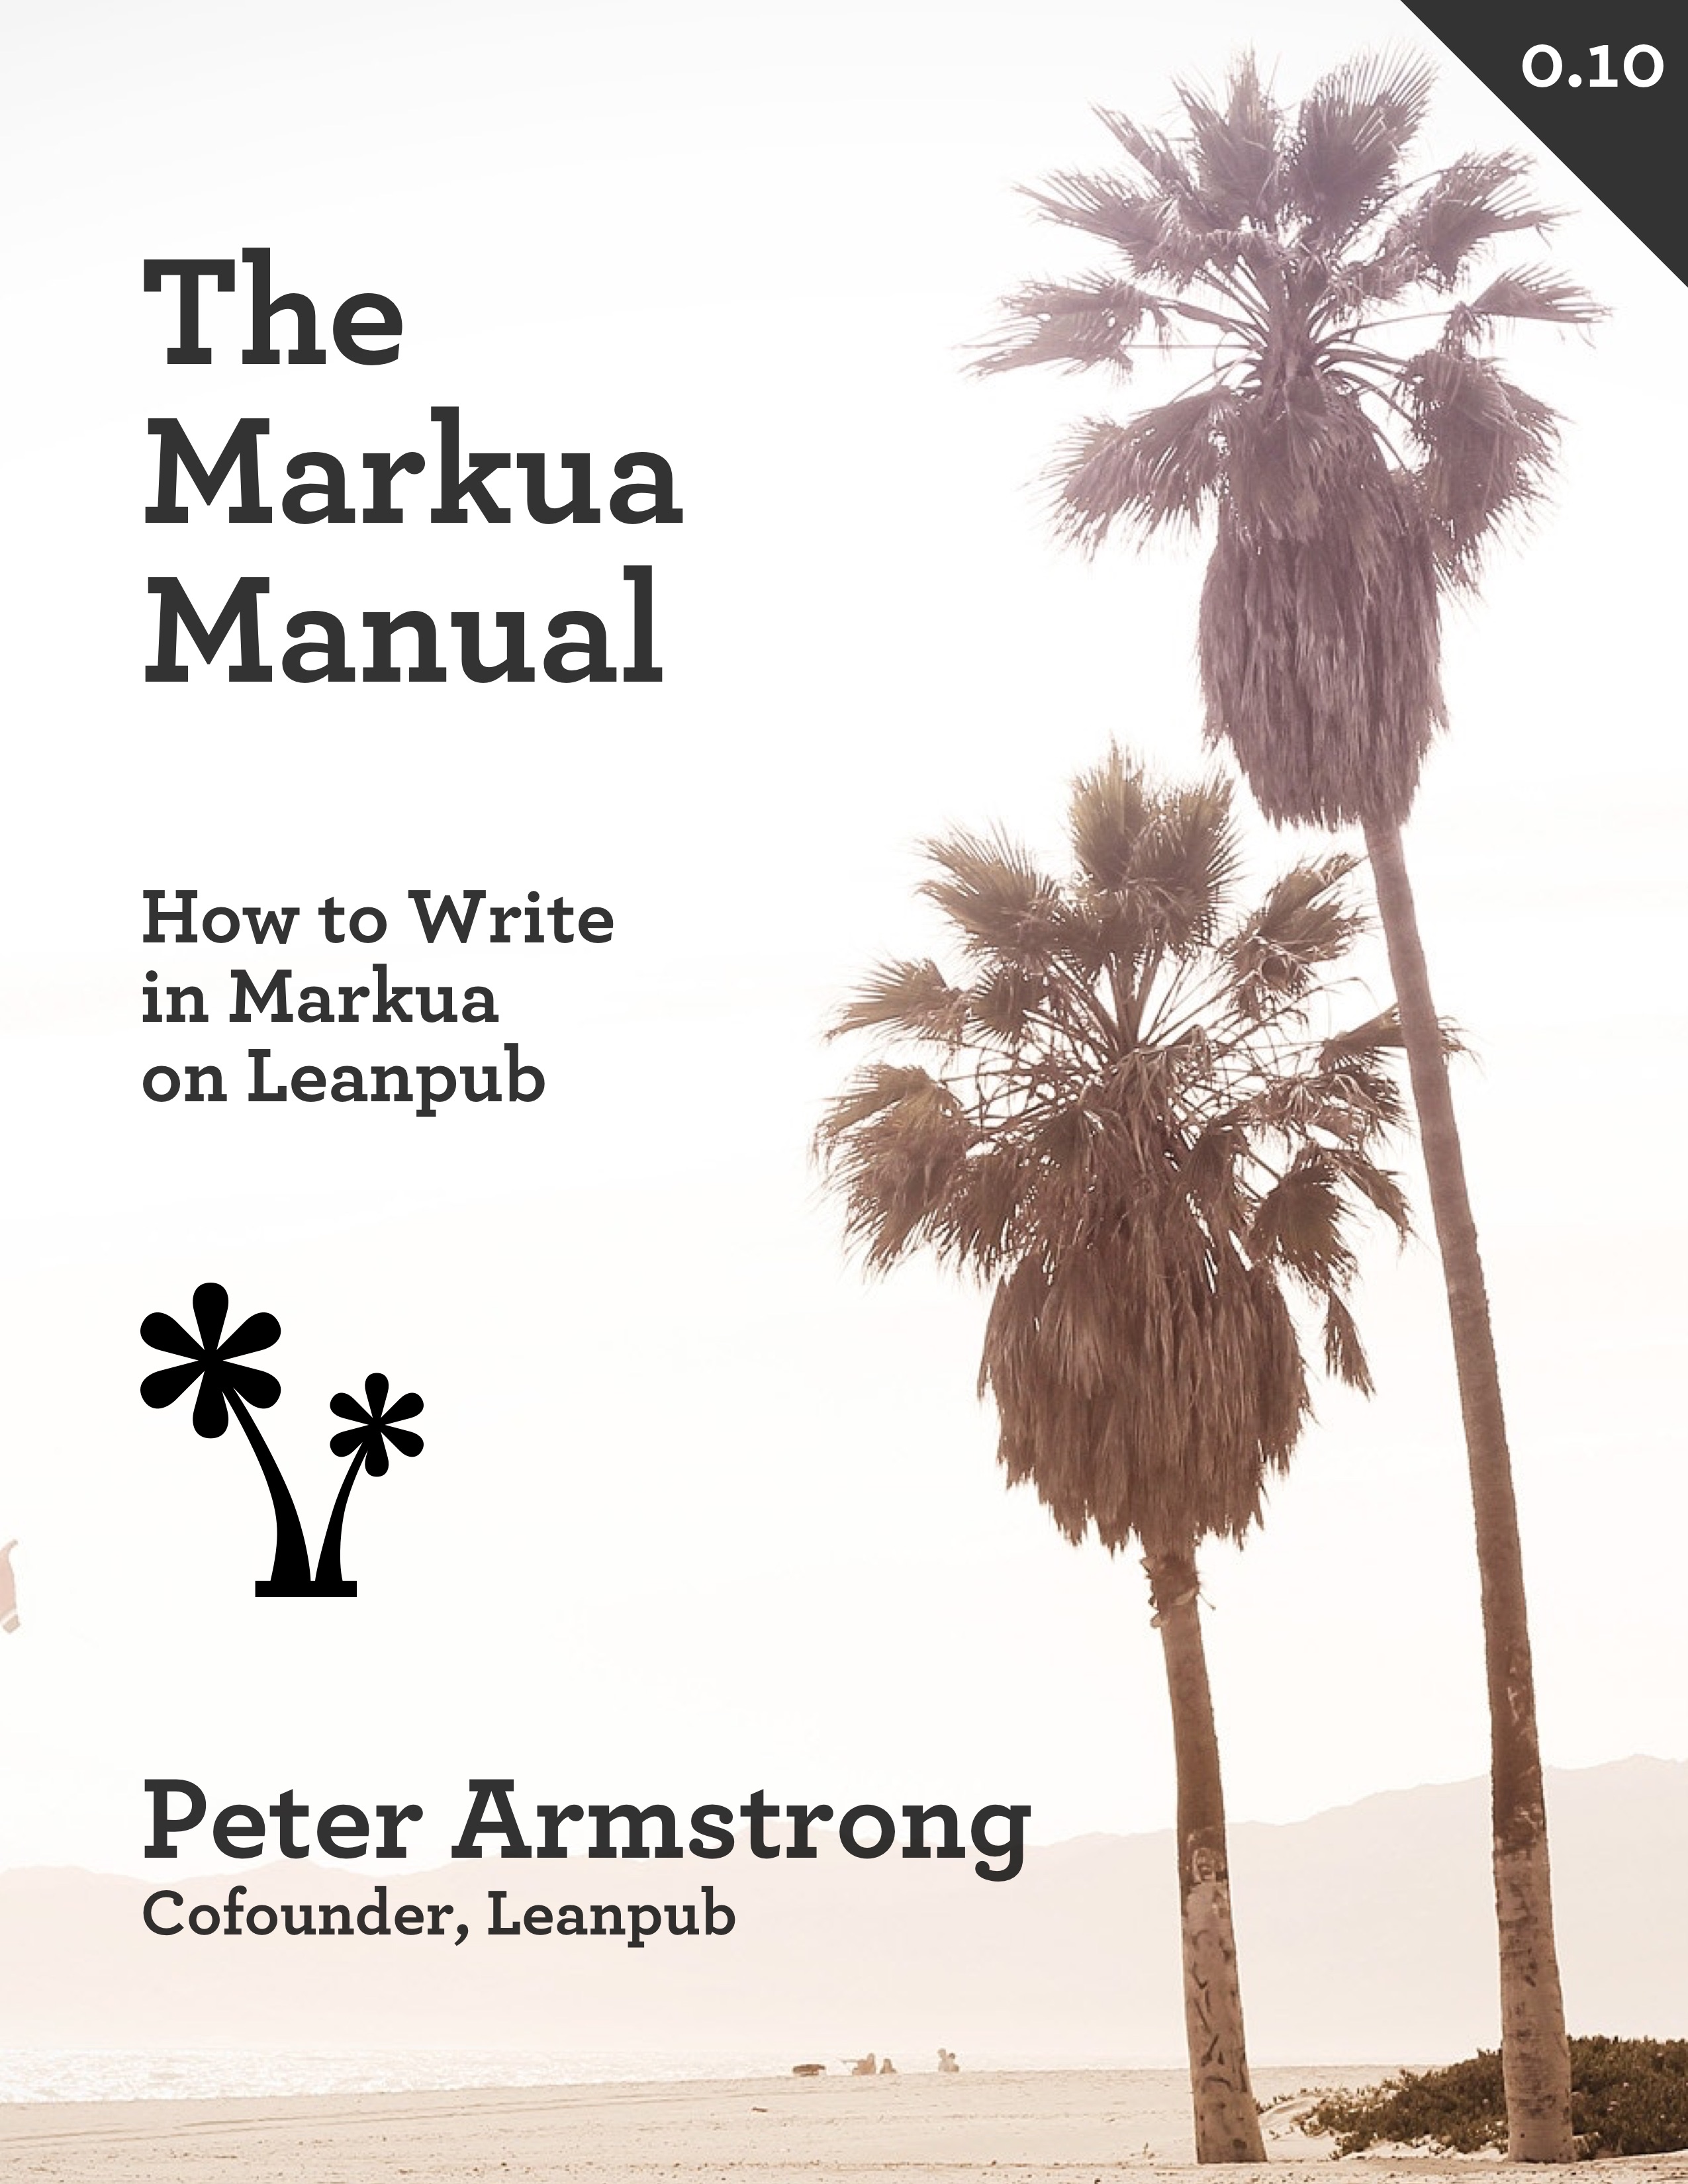 0.10
The
Markua
Manual
How to Write
in Markua
on Leanpub
Peter Armstrong
Cofounder, Leanpub